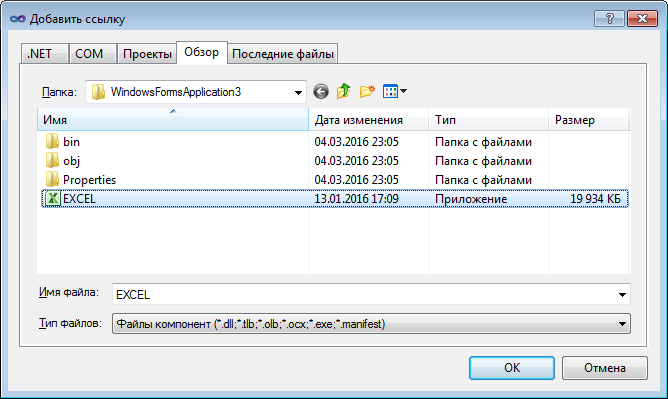 Добавить ссылку
.NET COM Проекты Обзор Последние файлы
Папка: WindowsFormsApplication3
Имя Дата изменения Тип Размер
bin 04.03.2016 23:05 Папка с файлами
obj 04.03.2016 23:05 Папка с файлами
Properties 04.03.2016 23:05 Папка с файлами
EXCEL 13.01.2016 17:09 Приложение 19 934 КБ
Имя файла: EXCEL
Тип файлов: Файлы компонент (*.dll;*.tlb;*.olb;*.ocx;*.exe;*.manifest)
OK Отмена